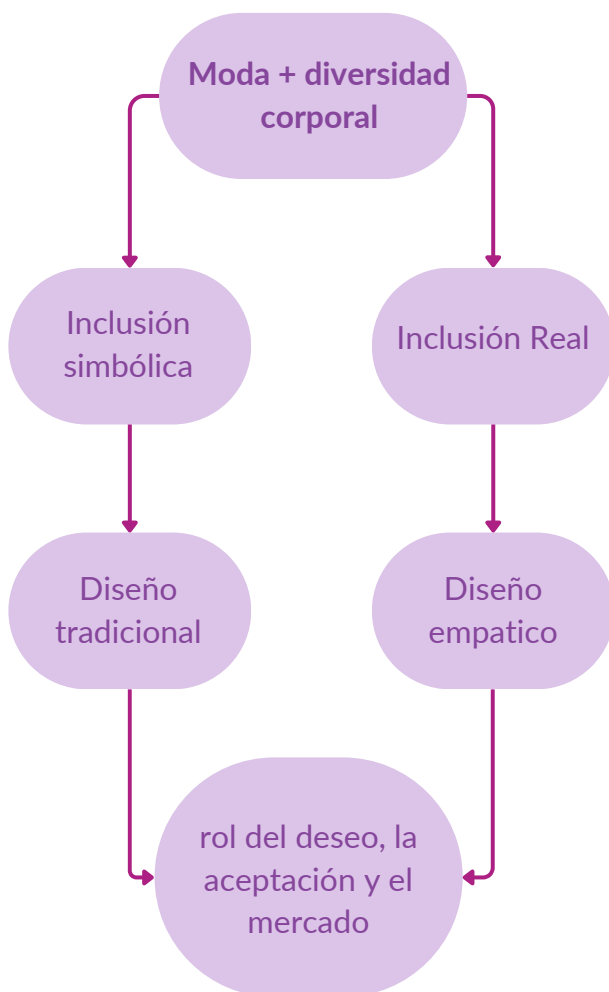 Moda + diversidad
corporal
Inclusión
simbólica
Inclusión Real
Diseño
tradicional
Diseño
empatico
rol del deseo, la
aceptación y el
mercado